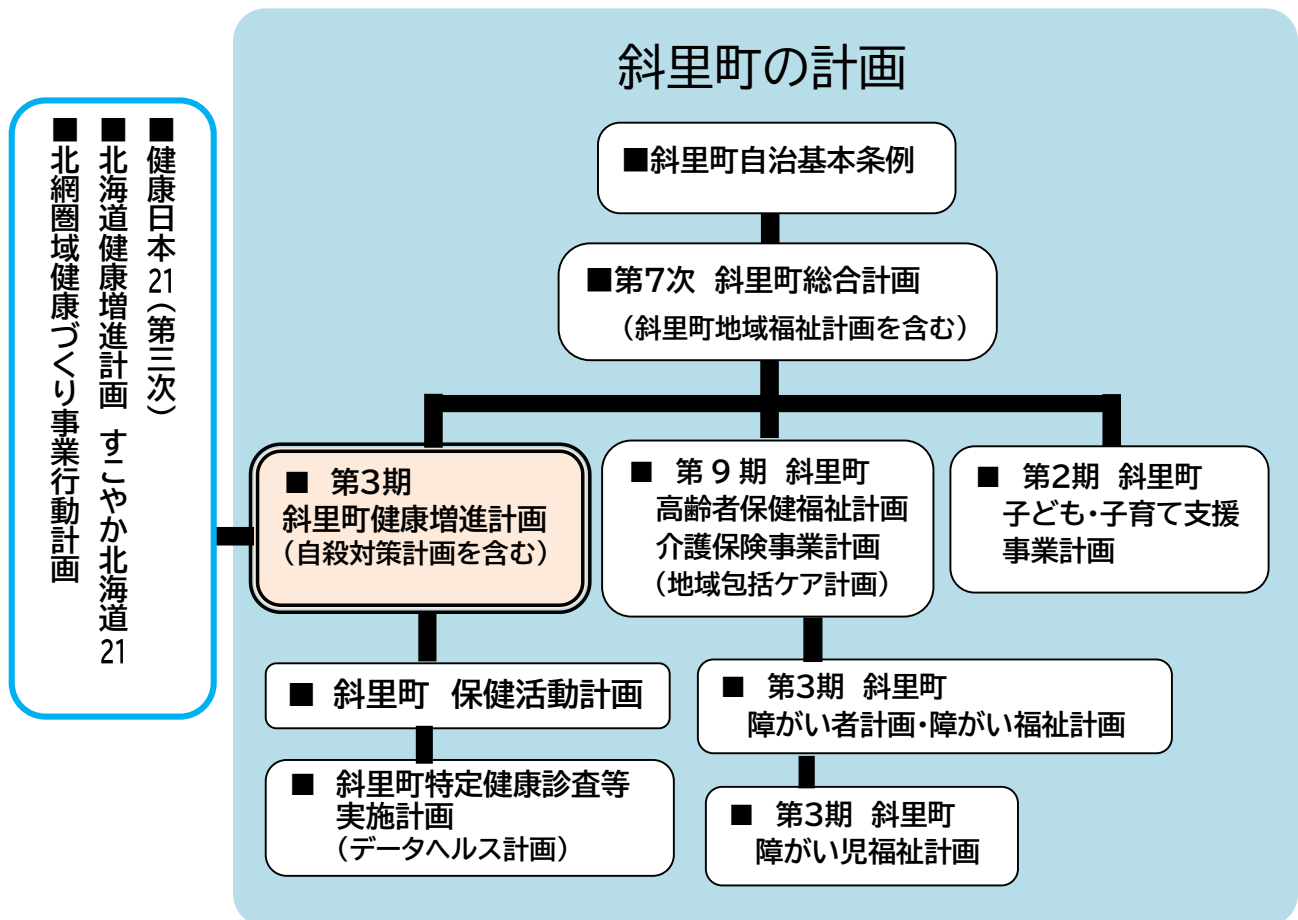 斜里町の計画
■健康日本21(第三次)
■北海道健康増進計画 すこやか北海道21
■北網圏域健康づくり事業行動計画
■斜里町自治基本条例
■第7次 斜里町総合計画
(斜里町地域福祉計画を含む)
■ 第3期
斜里町健康増進計画
(自殺対策計画を含む)
■ 第9期 斜里町
高齢者保健福祉計画
介護保険事業計画
(地域包括ケア計画)
■ 第2期 斜里町
子ども・子育て支援
事業計画
■ 斜里町 保健活動計画
■ 第3期 斜里町
障がい者計画・障がい福祉計画
■ 斜里町特定健康診査等
実施計画
(データヘルス計画)
■ 第3期 斜里町
障がい児福祉計画